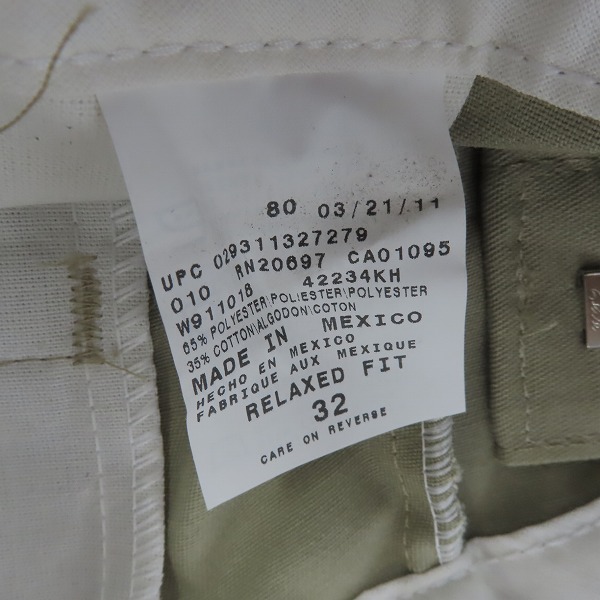 80 03/21/11
UPC 029311327279
010 RN20697 CA01095
W911018 42234KH
65% POLYESTER\POLIESTER\POLYESTER
35% COTTON\ALGODON\COTON
MADE IN MEXICO
HECHO EN MEXICO
FABRIQUE AUX MEXIQUE
RELAXED FIT
32
CARE ON REVERSE